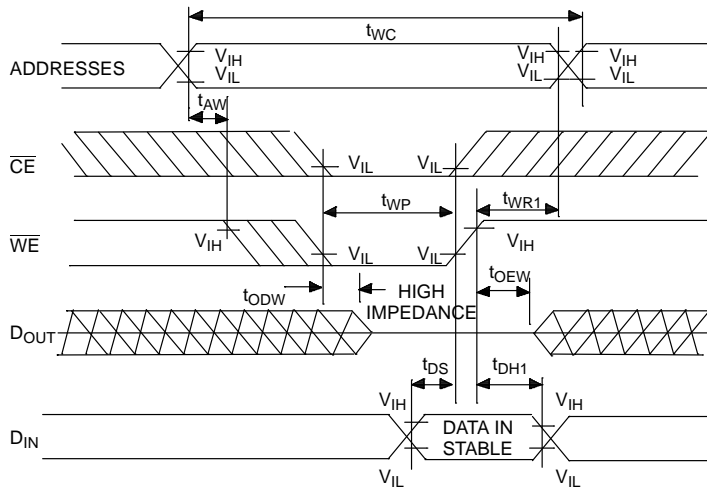 tWC
ADDRESSES
VIH
VIL
VIH
VIL
VIH
VIL
tAW
CE
VIL
VIL
tWP
tWR1
WE
VIH
VIL
VIL
VIH
tODW
HIGH
IMPEDANCE
tOEW
DOUT
tDS
tDH1
VIH
VIH
DIN
DATA IN
STABLE
VIL
VIL